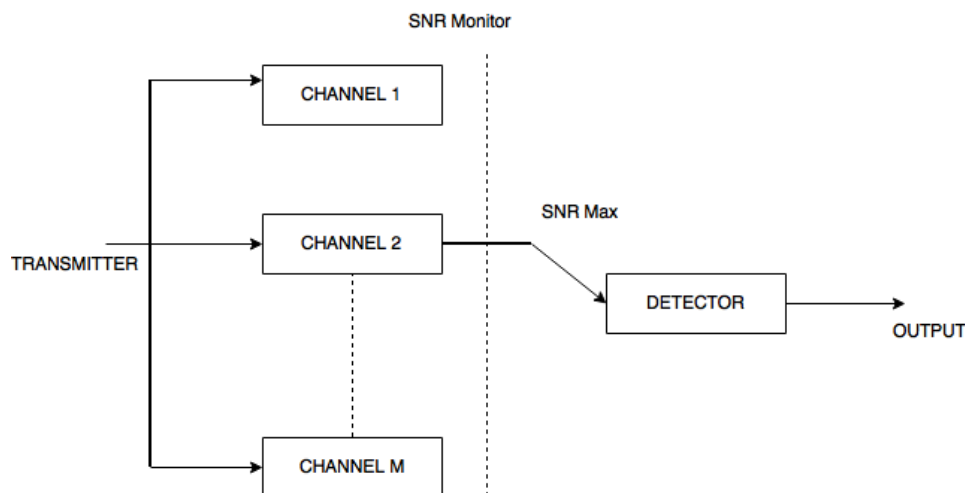 SNR Monitor
CHANNEL 1
SNR Max
CHANNEL 2
TRANSMITTER
DETECTOR
OUTPUT
CHANNEL M